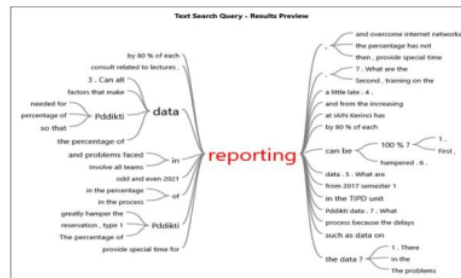 Text Search Query - Results Preview
by 80 % of each
consult related to lectures ,
3 . Can all
factors that make
data
needed for
percentage of
Pddikti
so that
the percentage of
and problems faced
in
Involve all teams
odd and even 2021
in the percentage
of
in the process
greatly hamper the
reservation , type 1
Pddikti
The percentage of
provide special time for
reporting
and overcome internet networks
,
the percentage has not
then , provide special time
7 . What are the
,
Second , training on the
a little late . 4 .
and from the increasing
at IAIN Kerinci has
by 80 % of each
1 .
can be
100 % ?
First ,
hampered . 6 .
data . 5 . What are
from 2017 semester 1
in the TIPD unit
Pddikti data . 7 . What
process because the delays
such as data on
1 . There
the data ?
In the
The problems